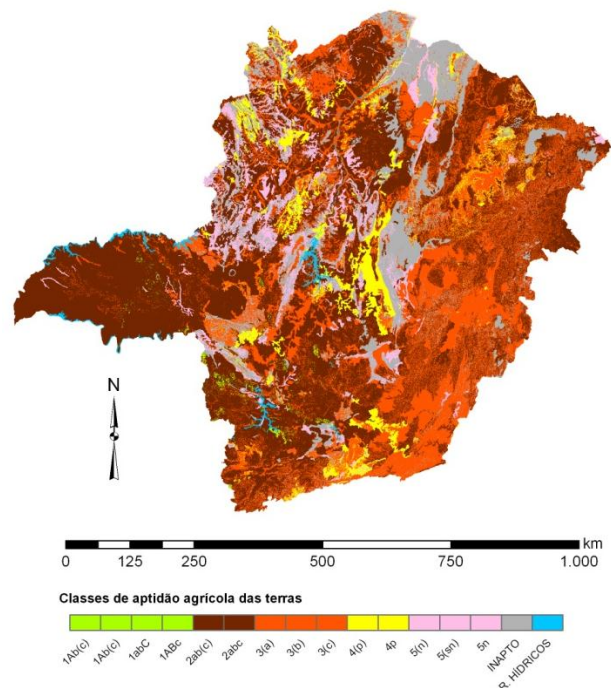 N
km
0 125 250 500 750 1.000
Classes de aptidão agrícola das terras
1Ab(c) 1Ab(c) 1abC 1ABc 2ab(c) 2abc 3(a) 3(b) 3(c) 4(p) 4p 5(n) 5(sn) 5n INAPTO R. HÍDRICOS